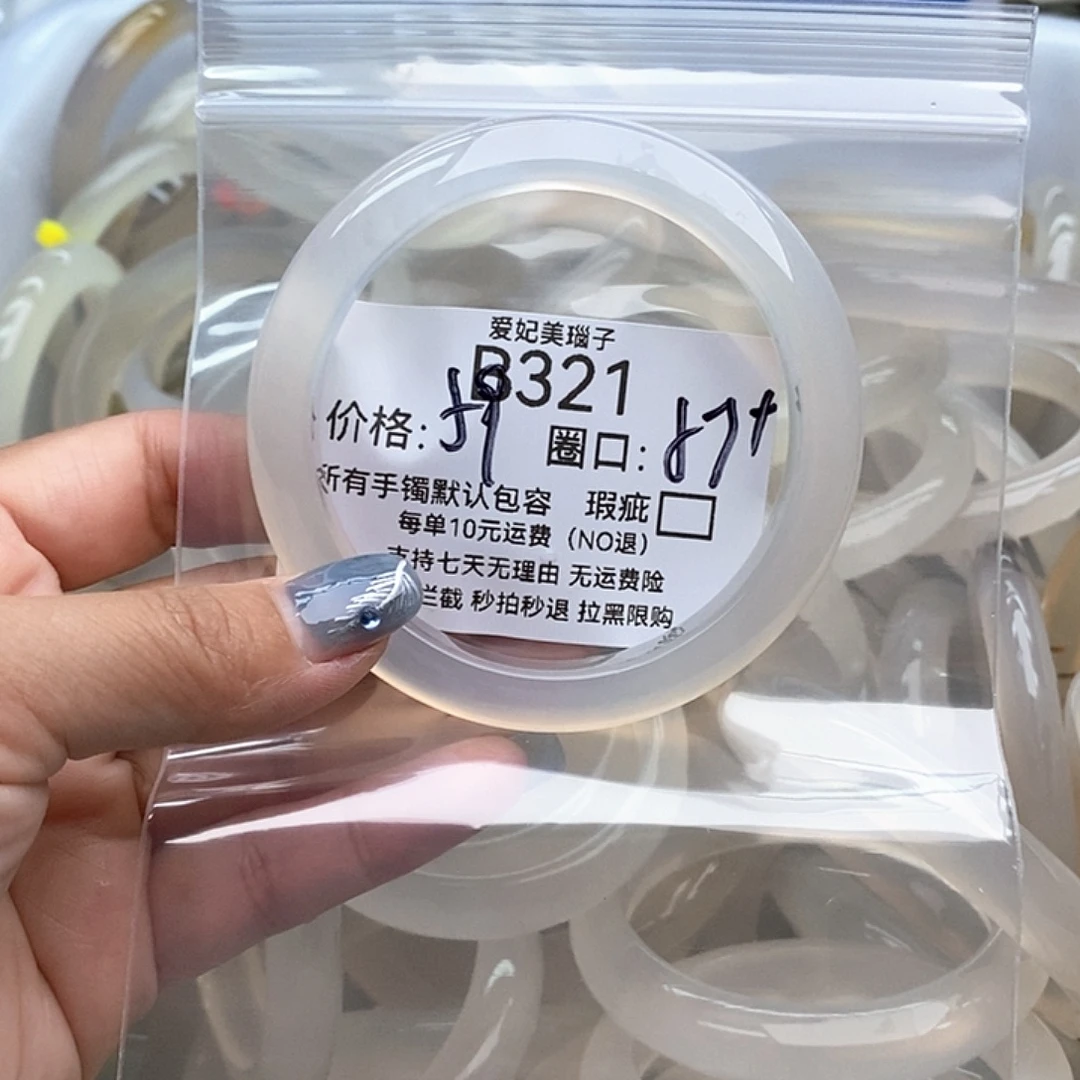 爱妃美瑙子
B321
价格: 59 圈口: 57+
所有手镯默认包容 瑕疵
每单10元运费（NO退）
支持七天无理由 无运费险
拦截 秒拍秒退 拉黑限购